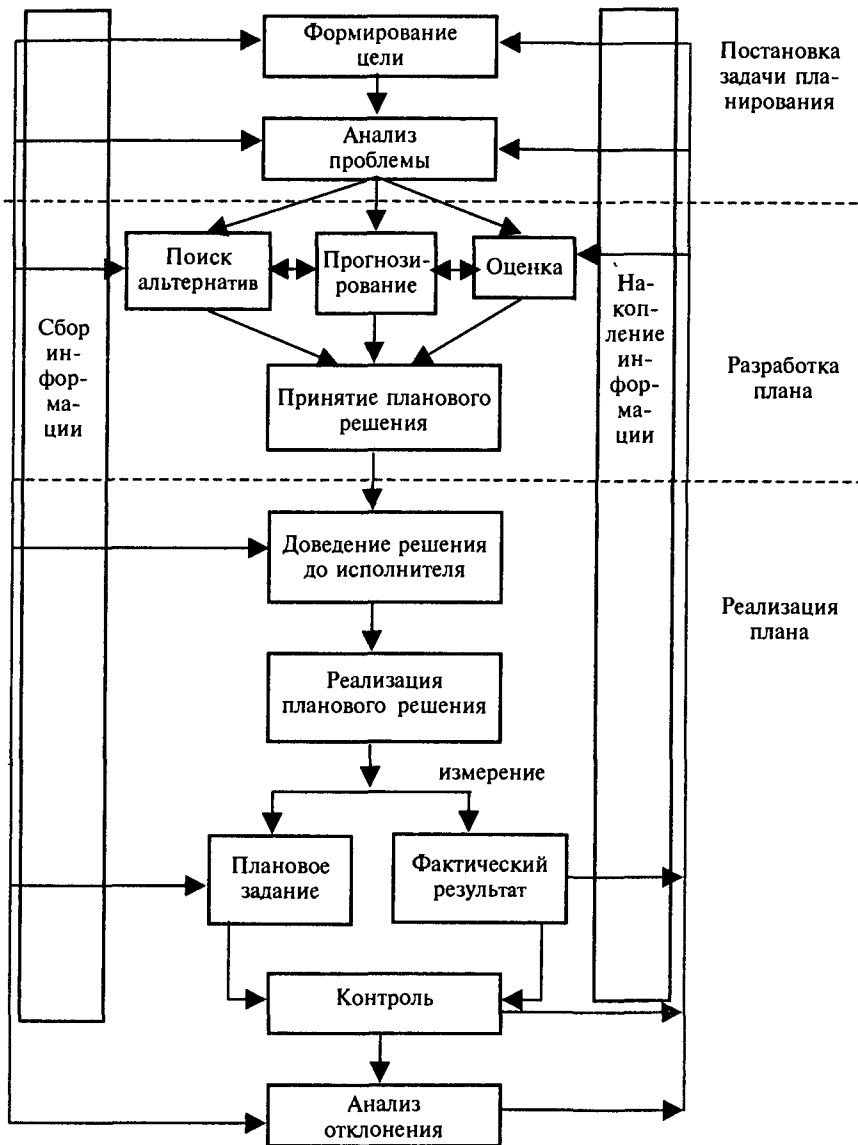 Формирование
цели
Постановка
задачи пла-
нирования
Анализ
проблемы
Поиск
альтернатив
Прогнози-
рование
Оценка
Сбор
ин-
фор-
ма-
ции
На-
коп-
ление
ин-
фор-
ма-
ции
Принятие планового
решения
Разработка
плана
Доведение решения
до исполнителя
Реализация
плана
Реализация
планового решения
измерение
Плановое
задание
Фактический
результат
Контроль
Анализ
отклонения